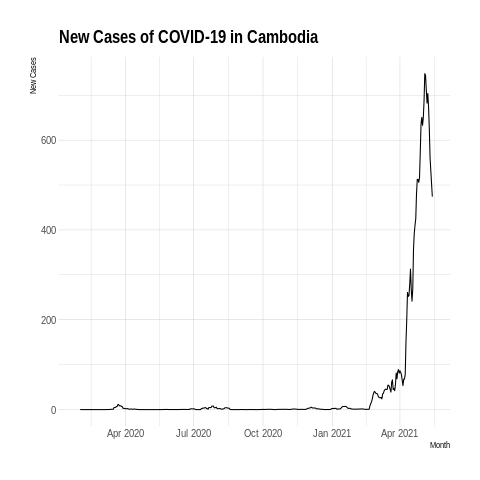 New Cases of COVID-19 in Cambodia
New Cases
600
400
200
0
Apr 2020 Jul 2020 Oct 2020 Jan 2021 Apr 2021
Month